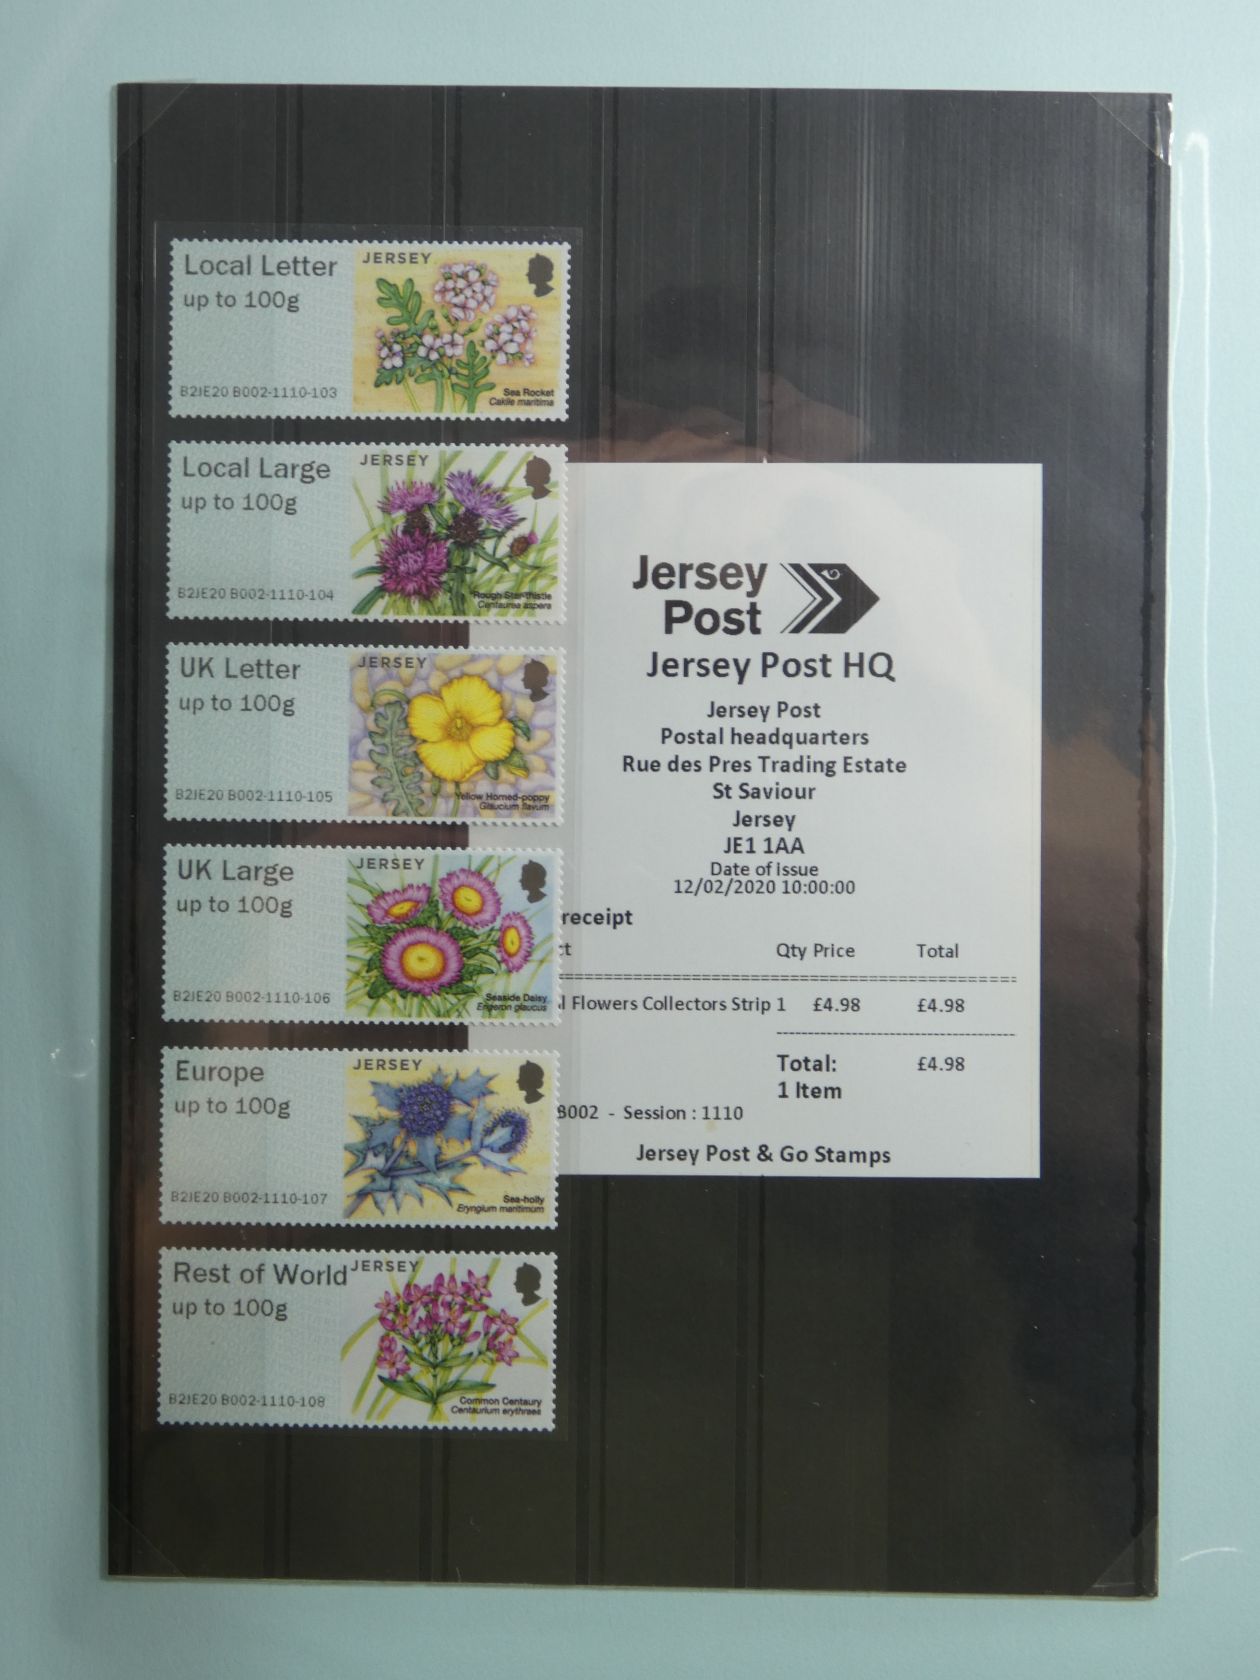 Local Letter
up to 100g
B2JE20 B002-1110-103
JERSEY
Sea Rocket
Cakile maritima
Local Large
up to 100g
B2JE20 B002-1110-104
JERSEY
Rough Star-thistle
Centaurea aspera
UK Letter
up to 100g
B2JE20 B002-1110-105
JERSEY
Yellow Horned-poppy
Glaucium flavum
UK Large
up to 100g
B2JE20 B002-1110-106
JERSEY
Seaside Daisy
Erigeron glaucus
Europe
up to 100g
B2JE20 B002-1110-107
JERSEY
Sea-holly
Eryngium maritimum
Rest of World
up to 100g
B2JE20 B002-1110-108
JERSEY
Common Centaury
Centaurium erythraea
Jersey
Post
Jersey Post HQ
Jersey Post
Postal headquarters
Rue des Pres Trading Estate
St Saviour
Jersey
JE1 1AA
Date of issue
12/02/2020 10:00:00
receipt
Qty Price Total
Flowers Collectors Strip 1 £4.98 £4.98
Total: £4.98
1 Item
B002 - Session : 1110
Jersey Post & Go Stamps